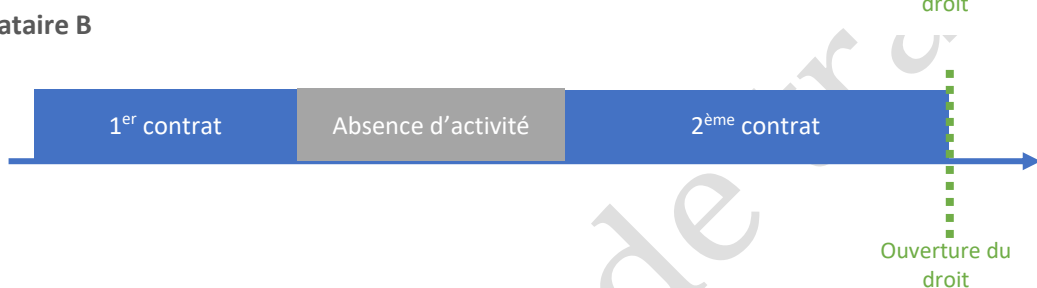 droit
ataire B
1er contrat
Absence d'activité
2ème contrat
Ouverture du
droit